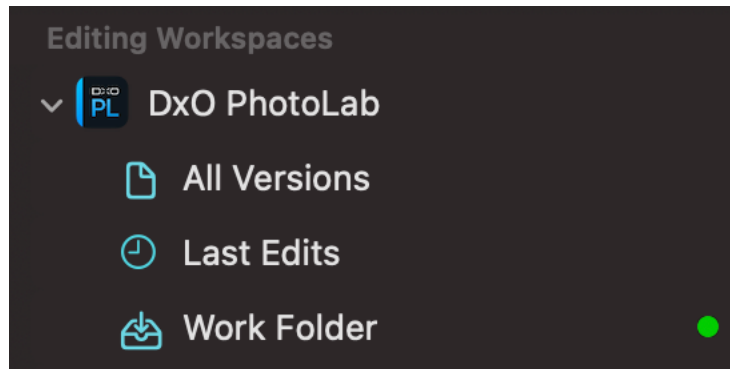 Editing Workspaces
DxO
PL
DxO PhotoLab
All Versions
Last Edits
Work Folder